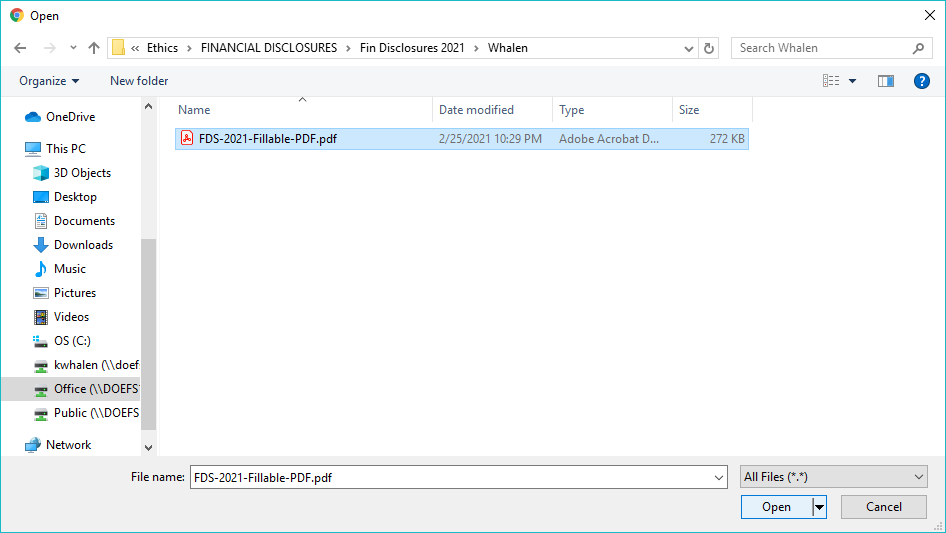 Open
« Ethics > FINANCIAL DISCLOSURES > Fin Disclosures 2021 > Whalen
Search Whalen
Organize
New folder
?
OneDrive
This PC
3D Objects
Desktop
Documents
Downloads
Music
Pictures
Videos
OS (C:)
kwhalen (\\doef
Office (\\DOEFS
Public (\\DOEFS
Network
Name Date modified Type Size
FDS-2021-Fillable-PDF.pdf 2/25/2021 10:29 PM Adobe Acrobat D... 272 KB
File name: FDS-2021-Fillable-PDF.pdf
All Files (*.*)
Open
Cancel